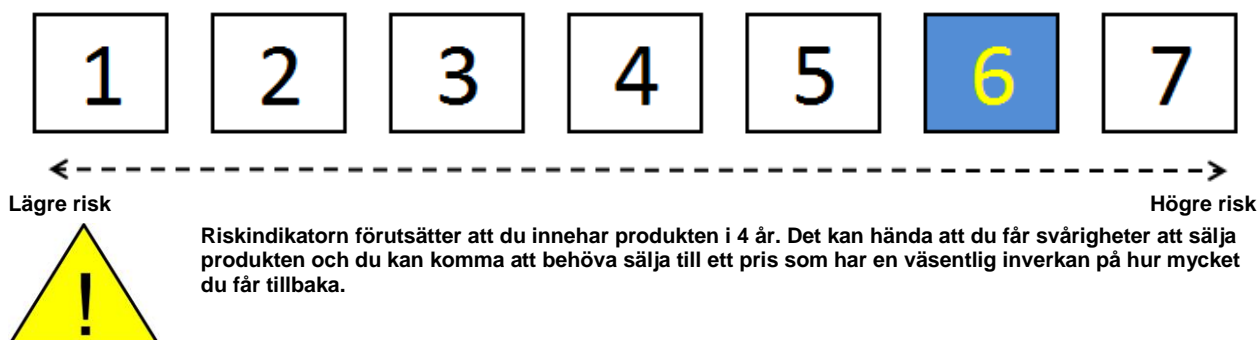 1 2 3 4 5 6 7
Lägre risk Högre risk
Riskindikatorn förutsätter att du innehar produkten i 4 år. Det kan hända att du får svårigheter att sälja
produkten och du kan komma att behöva sälja till ett pris som har en väsentlig inverkan på hur mycket
du får tillbaka.
!